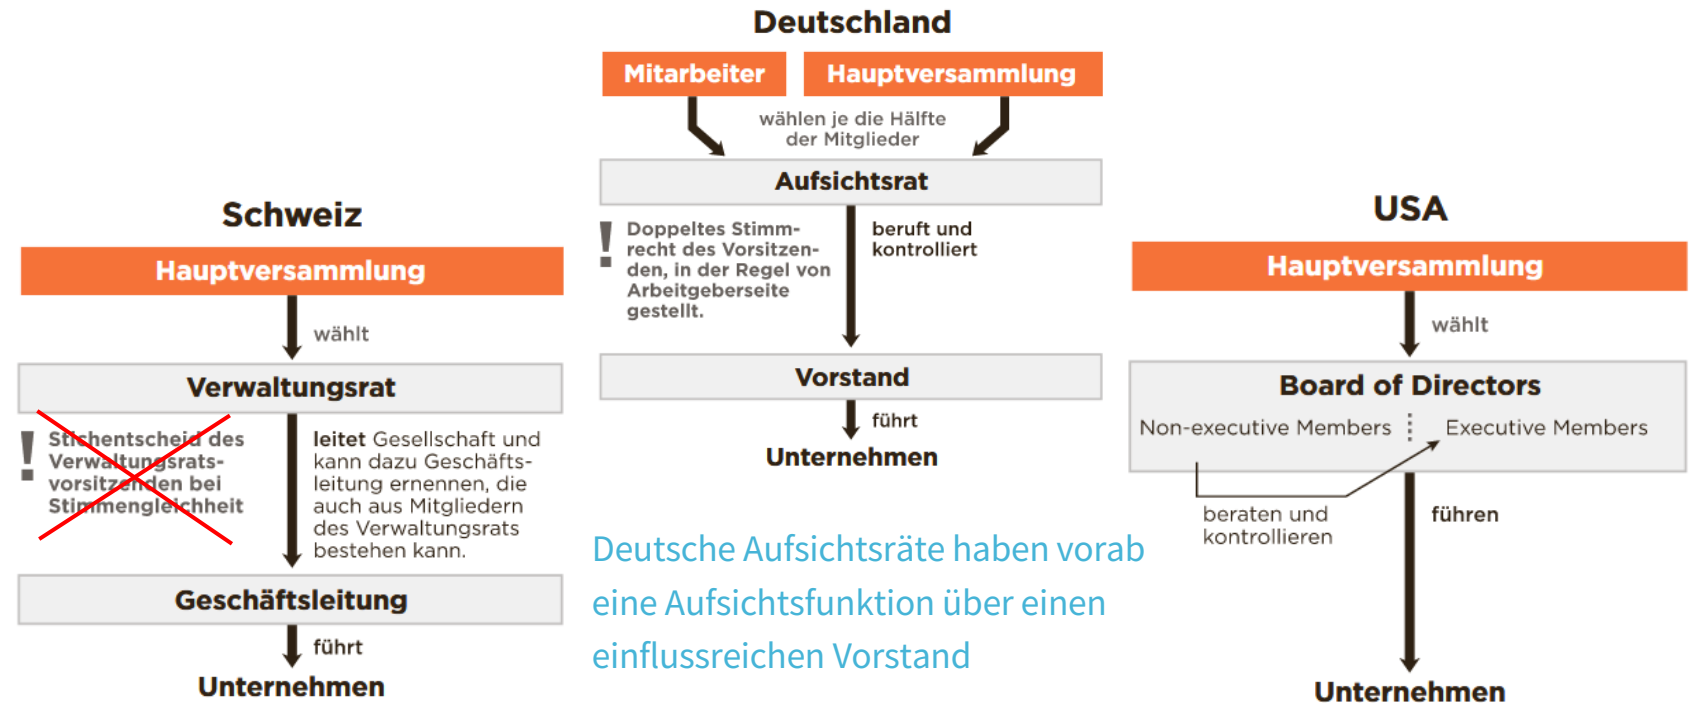 Schweiz
Hauptversammlung
wählt
Verwaltungsrat
! Stichentscheid des
Verwaltungsrats-
vorsitzenden bei
Stimmengleichheit
leitet Gesellschaft und
kann dazu Geschäfts-
leitung ernennen, die
auch aus Mitgliedern
des Verwaltungsrats
bestehen kann.
Geschäftsleitung
führt
Unternehmen
Deutschland
Mitarbeiter
Hauptversammlung
wählen je die Hälfte
der Mitglieder
Aufsichtsrat
! Doppeltes Stimm-
recht des Vorsitzen-
den, in der Regel von
Arbeitgeberseite
gestellt.
beruft und
kontrolliert
Vorstand
führt
Unternehmen
Deutsche Aufsichtsräte haben vorab
eine Aufsichtsfunktion über einen
einflussreichen Vorstand
USA
Hauptversammlung
wählt
Board of Directors
Non-executive Members
Executive Members
beraten und
kontrollieren
führen
Unternehmen